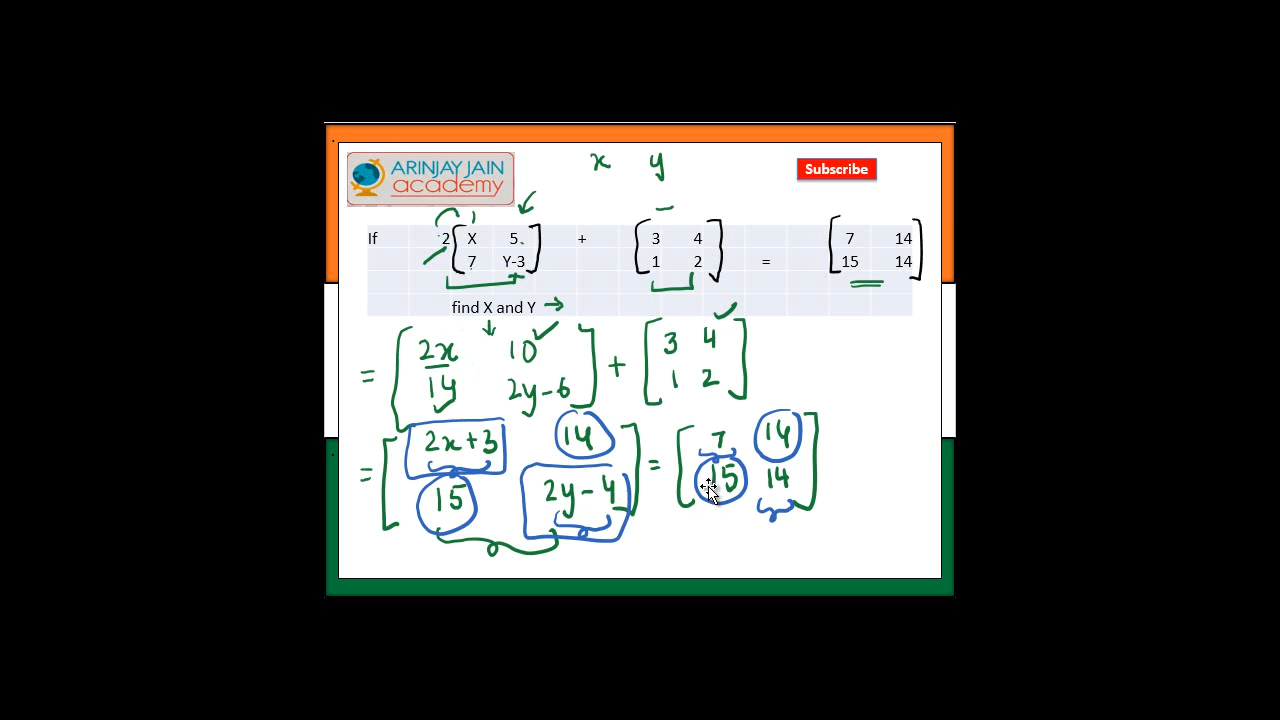 x y
Subscribe
ARINJAY JAIN
academy
If 2 X 5 + 3 4 7 14
7 Y-3 1 2 = 15 14
find X and Y →
= [2x 10] + [3 4]
[14 2y-6] [1 2]
= [2x+3 14] = [7 14]
[15 2y-4] [15 14]